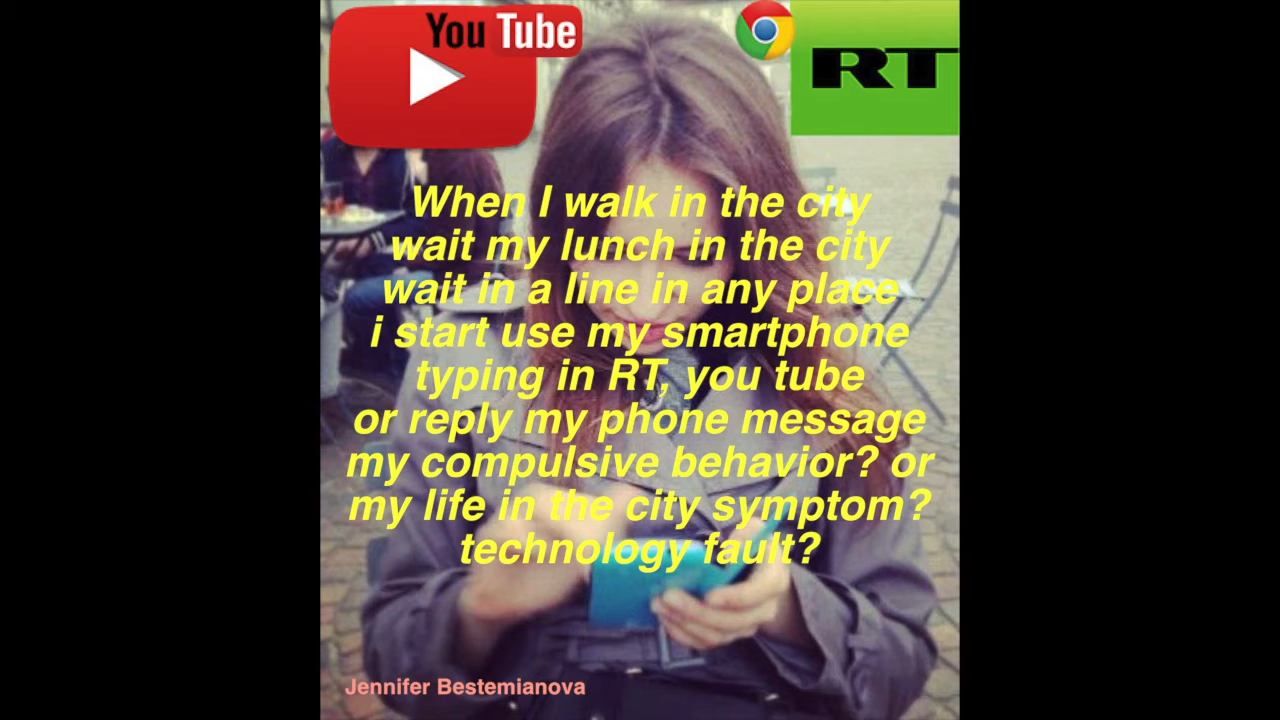 You Tube
RT
When I walk in the city
wait my lunch in the city
wait in a line in any place
i start use my smartphone
typing in RT, you tube
or reply my phone message
my compulsive behavior? or
my life in the city symptom?
technology fault?
Jennifer Bestemianova